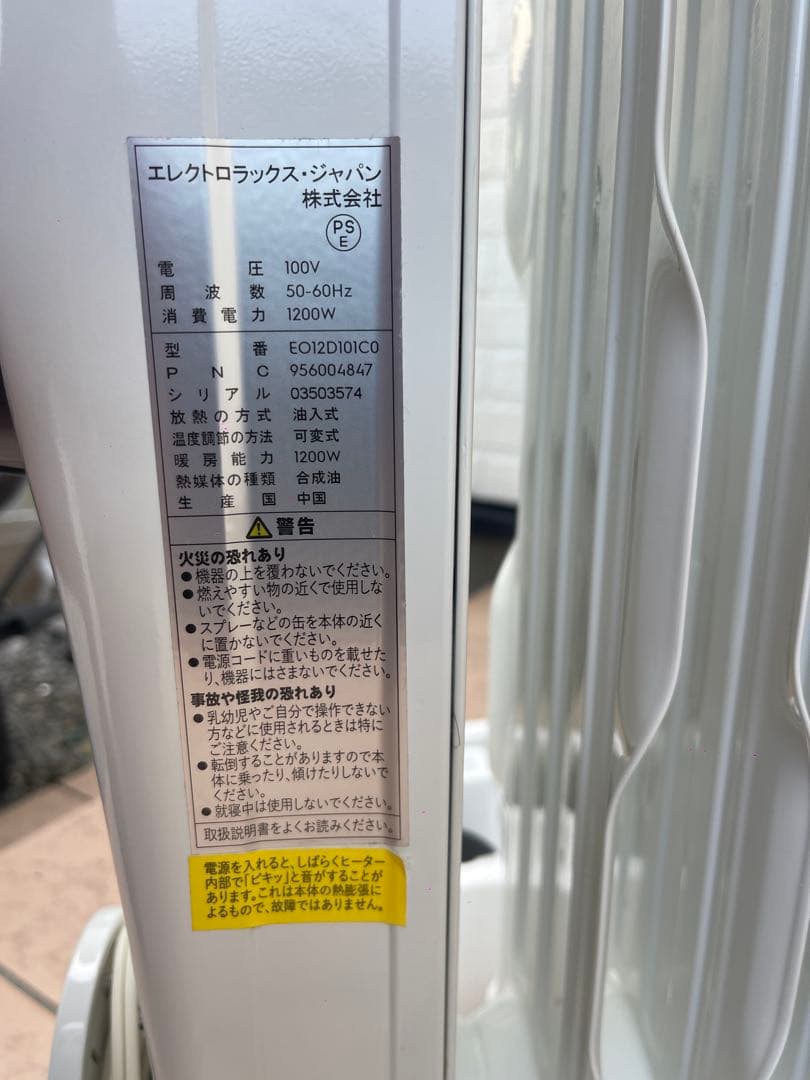 エレクトロラックス・ジャパン
株式会社
PS
E
電圧 100V
周波数 50-60Hz
消費電力 1200W
型番 EO12D101C0
PNC 956004847
シリアル 03503574
放熱の方式 油入式
温度調節の方法 可変式
暖房能力 1200W
熱媒体の種類 合成油
生産国 中国
警告
火災の恐れあり
●機器の上を覆わないでください。
●燃えやすい物の近くで使用しな
いでください。
●スプレーなどの缶を本体の近く
に置かないでください。
●電源コードに重いものを載せた
り、機器にはさまないでください。
事故や怪我の恐れあり
●乳幼児やご自分で操作できない
方などに使用されるときは特に
ご注意ください。
●転倒することがありますので本
体に乗ったり、傾けたりしないで
ください。
●就寝中は使用しないでください。
取扱説明書をよくお読みください。
電源を入れると、しばらくヒーター
内部で「ピキッ」と音がすることが
あります。これは本体の熱膨張に
よるもので、故障ではありません。